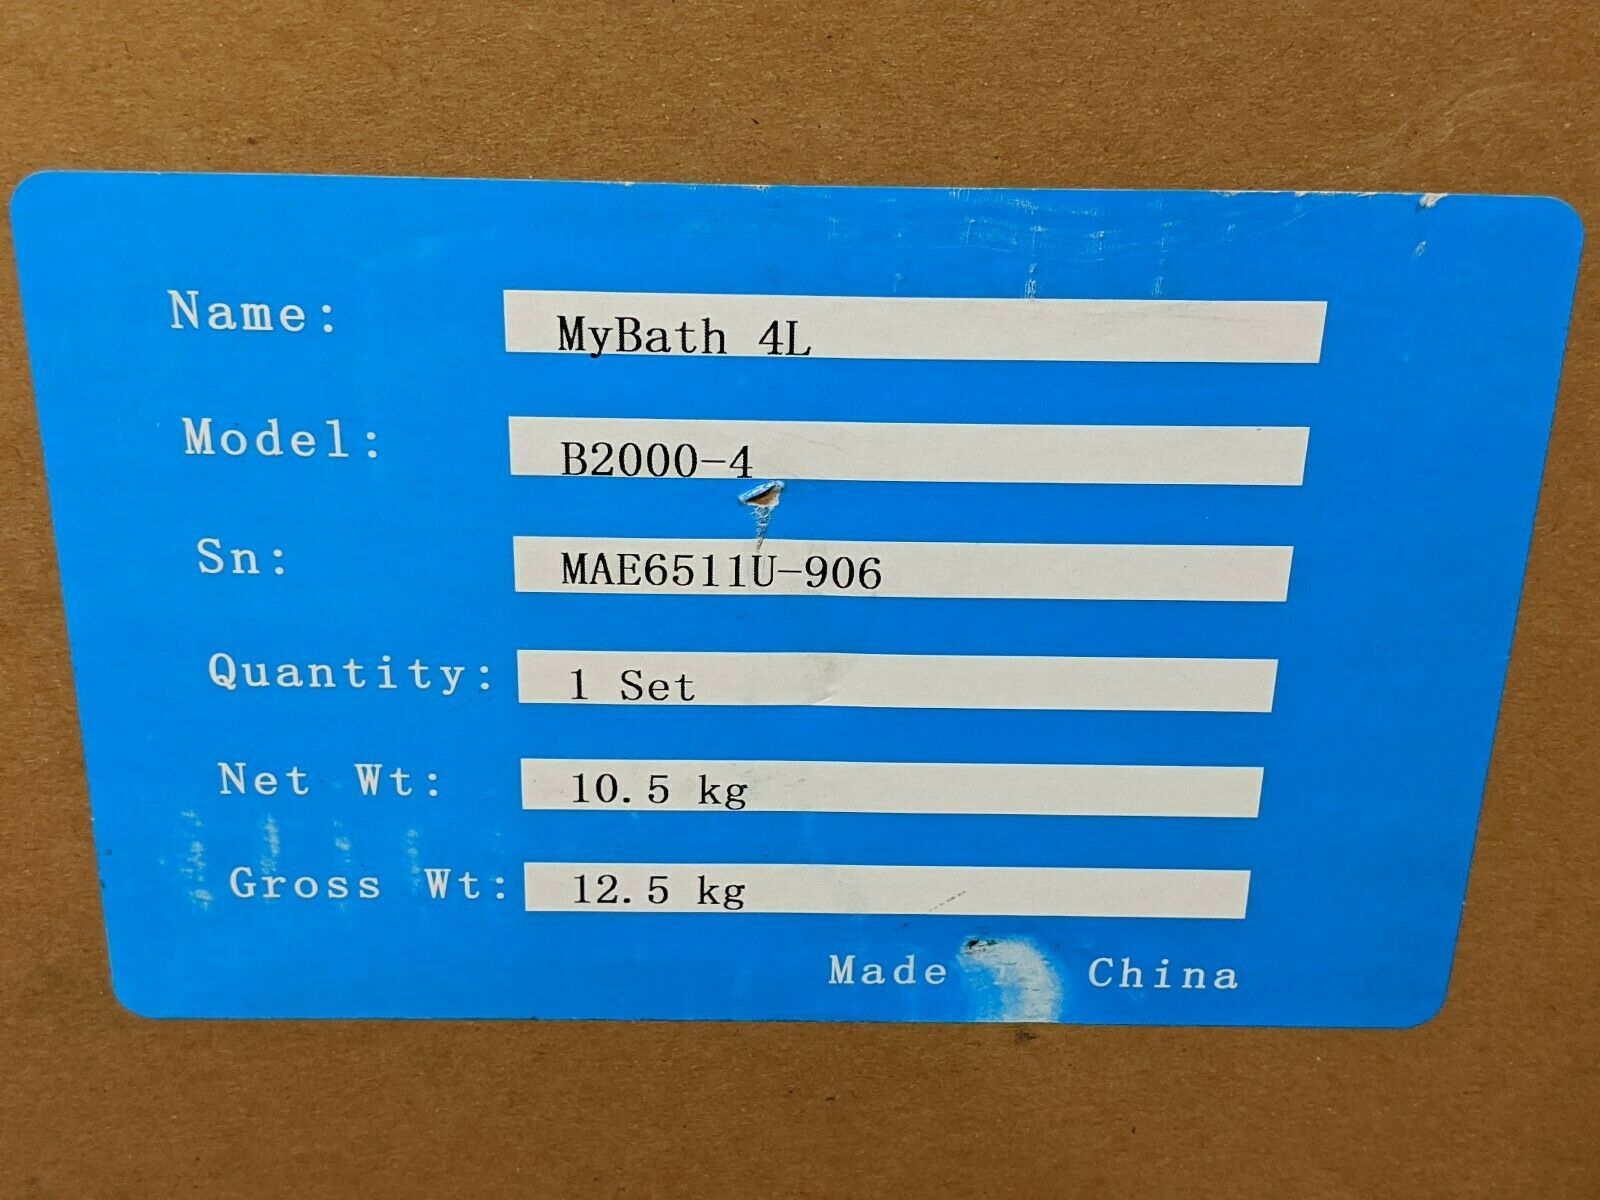 Name: MyBath 4L
Model: B2000-4
Sn: MAE6511U-906
Quantity: 1 Set
Net Wt: 10.5 kg
Gross Wt: 12.5 kg
Made China